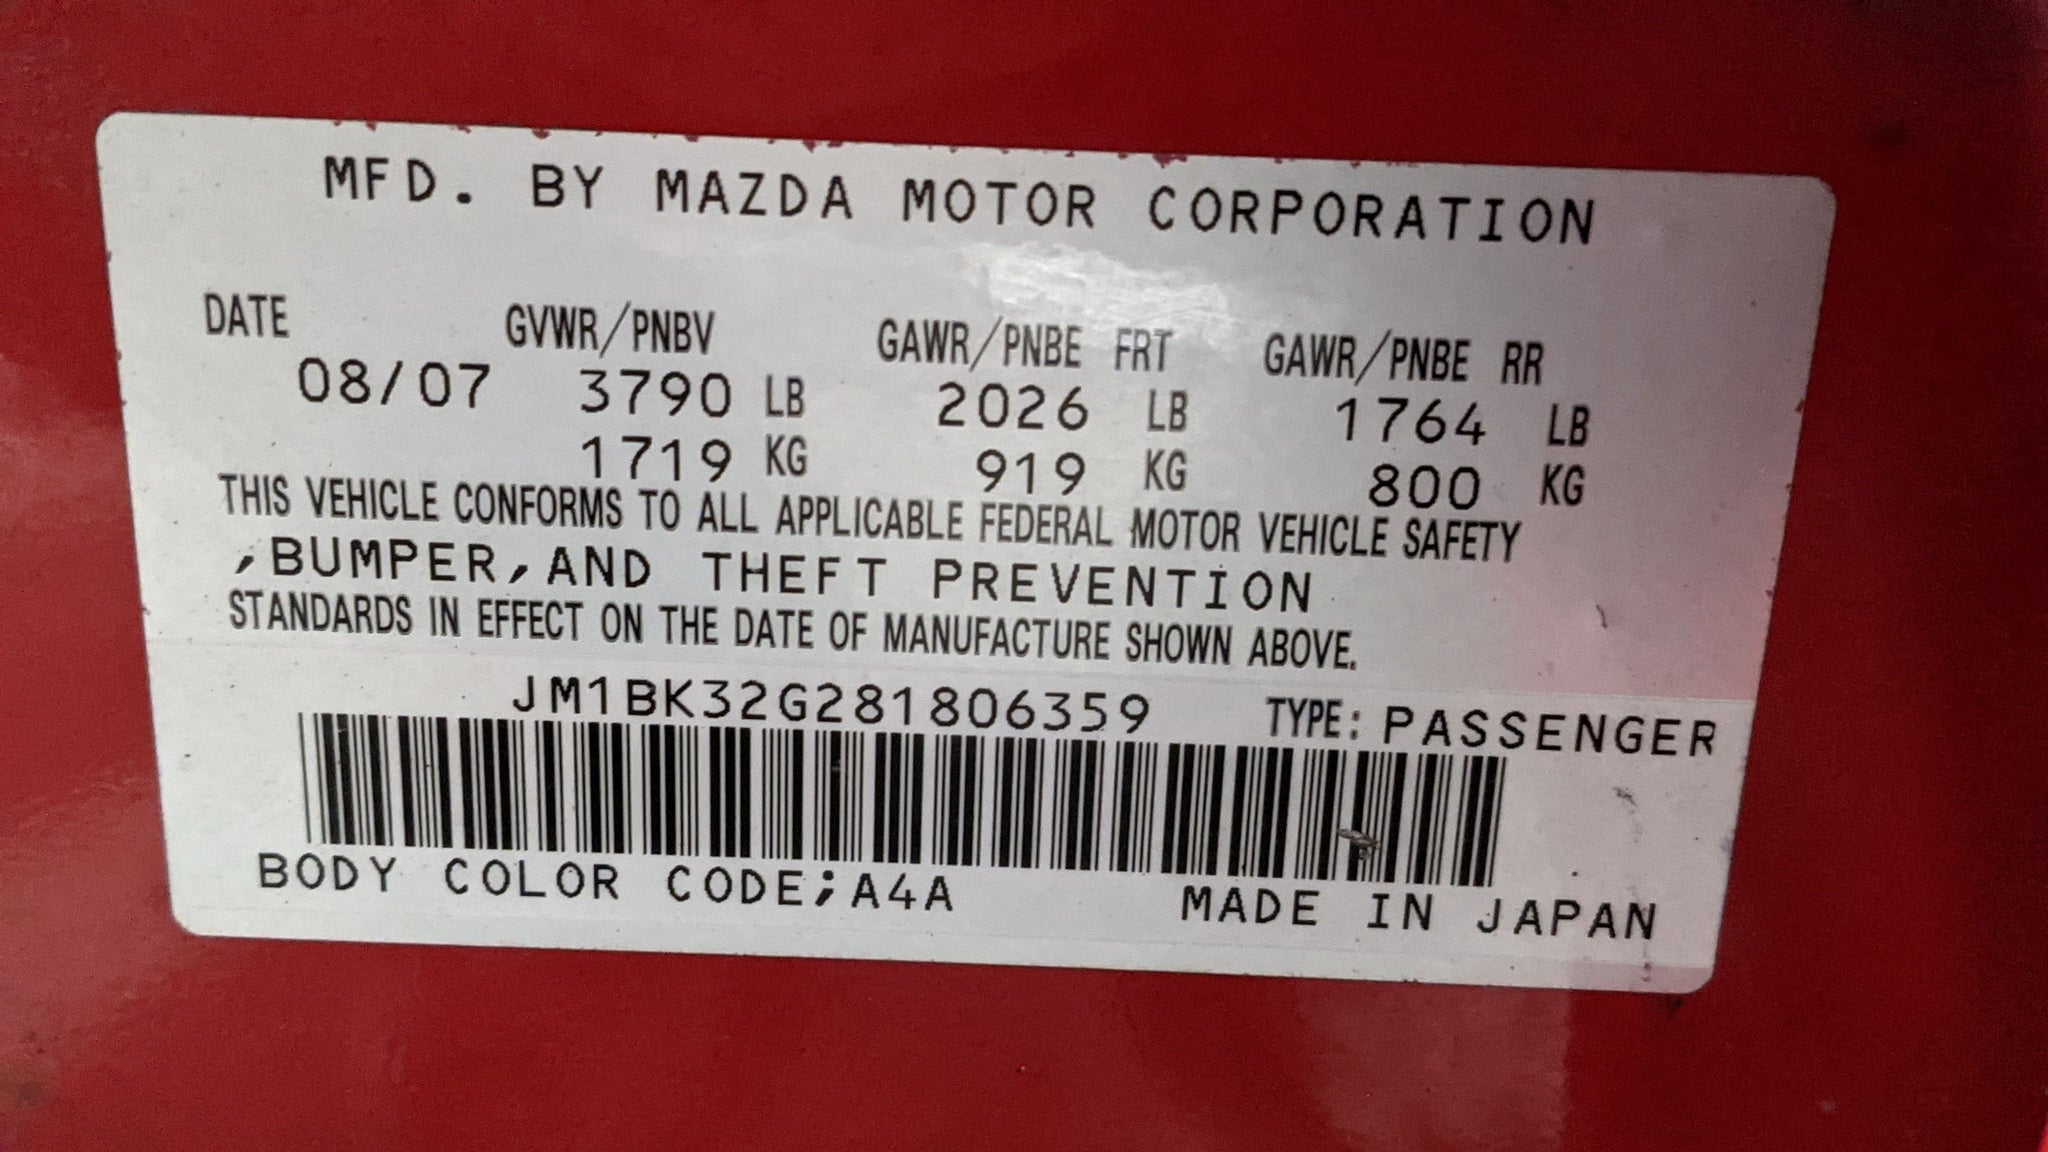 MFD. BY MAZDA MOTOR CORPORATION
DATE GVWR/PNBV GAWR/PNBE FRT GAWR/PNBE RR
08/07 3790 LB 2026 LB 1764 LB
1719 KG 919 KG 800 KG
THIS VEHICLE CONFORMS TO ALL APPLICABLE FEDERAL MOTOR VEHICLE SAFETY
,BUMPER,AND THEFT PREVENTION
STANDARDS IN EFFECT ON THE DATE OF MANUFACTURE SHOWN ABOVE.
JM1BK32G281806359 TYPE: PASSENGER
BODY COLOR CODE;A4A MADE IN JAPAN